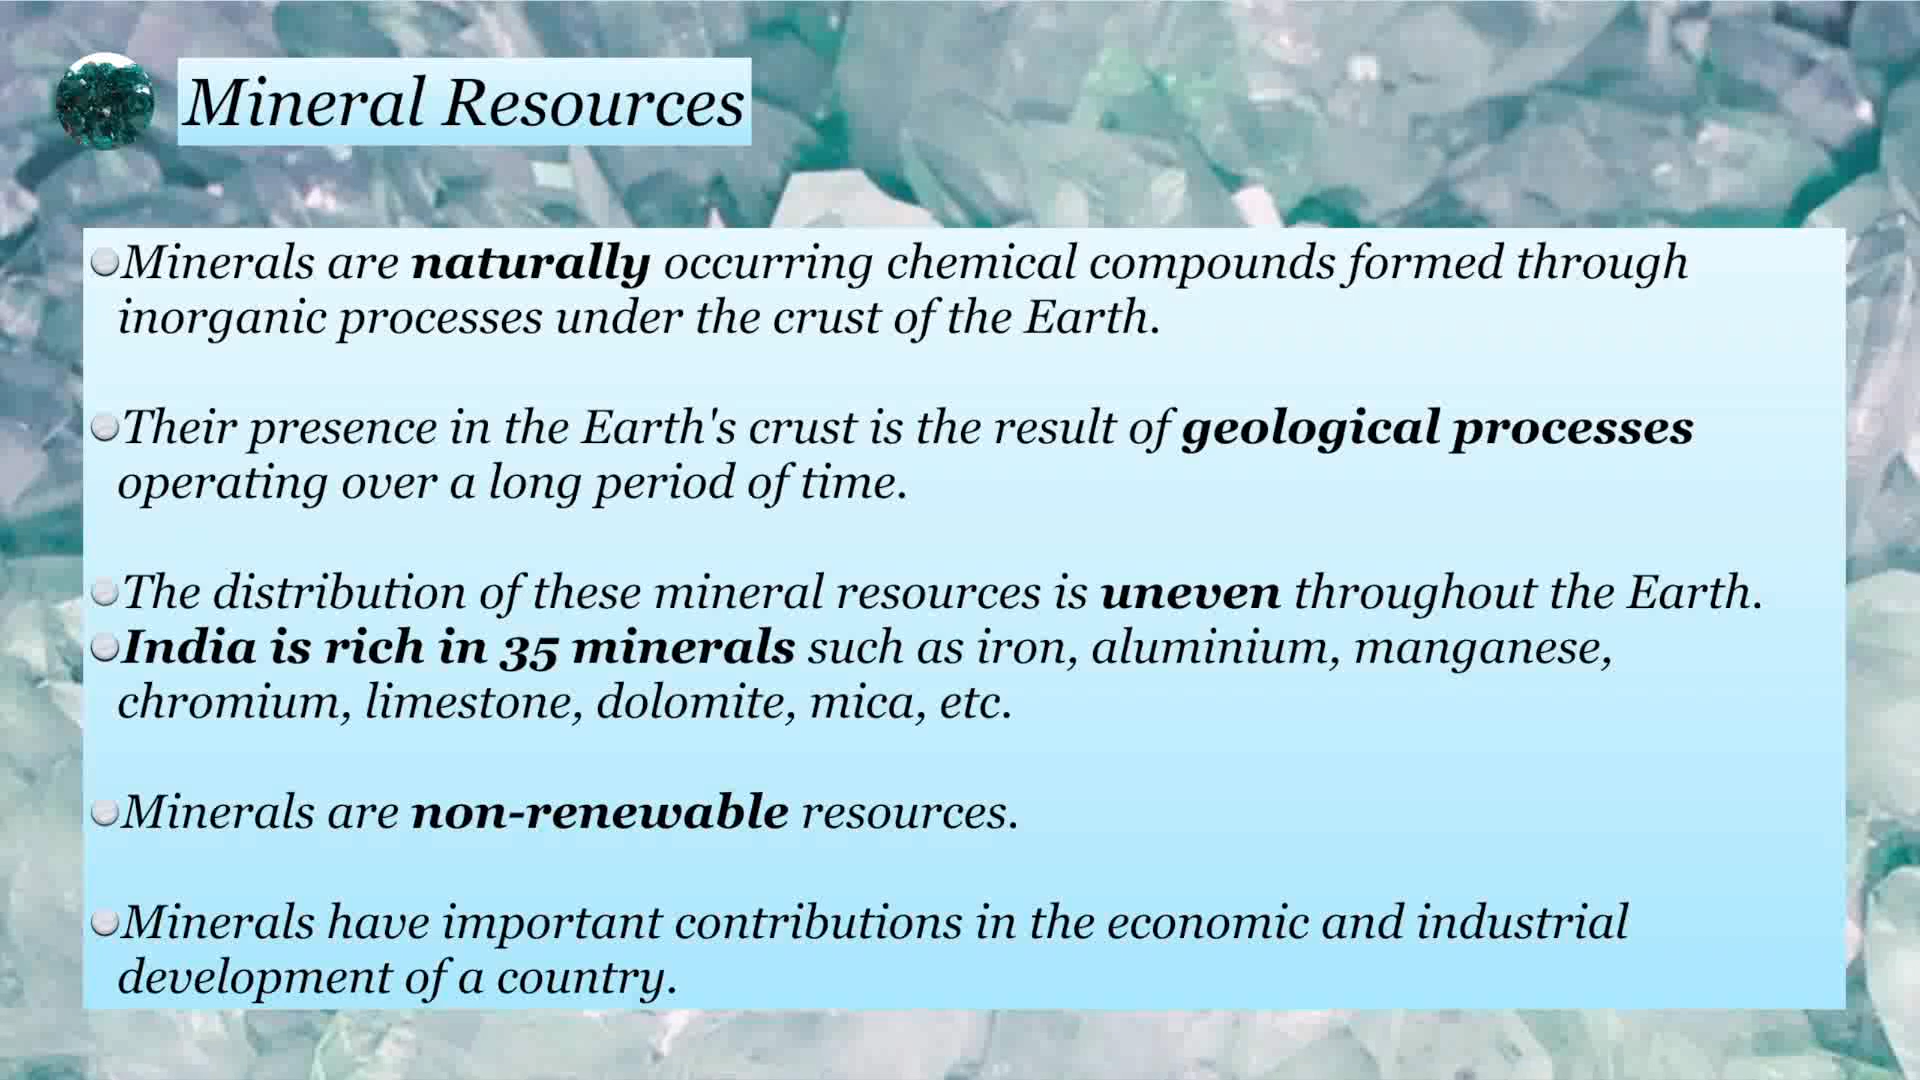 Mineral Resources
Minerals are naturally occurring chemical compounds formed through
inorganic processes under the crust of the Earth.
Their presence in the Earth's crust is the result of geological processes
operating over a long period of time.
The distribution of these mineral resources is uneven throughout the Earth.
India is rich in 35 minerals such as iron, aluminium, manganese,
chromium, limestone, dolomite, mica, etc.
Minerals are non-renewable resources.
Minerals have important contributions in the economic and industrial
development of a country.